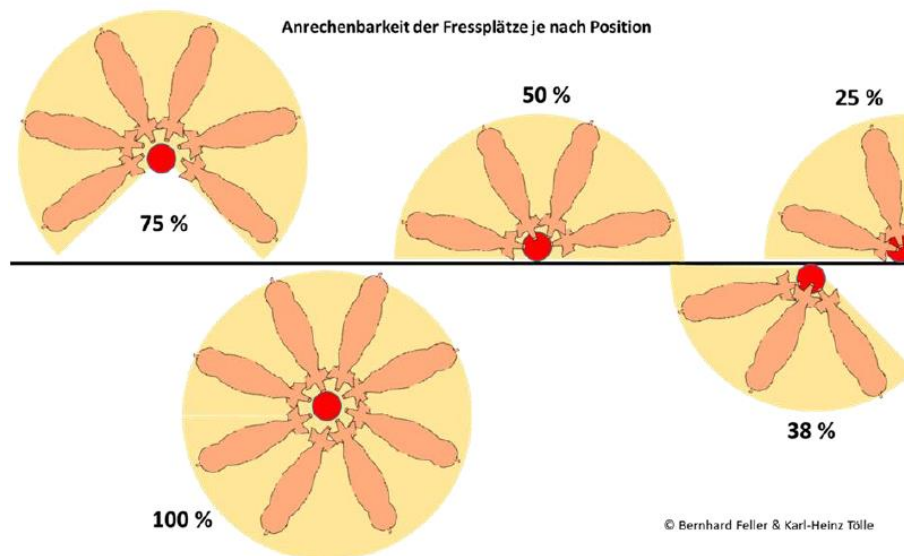 Anrechenbarkeit der Fressplätze je nach Position
50 %
25 %
75 %
38 %
100 %
© Bernhard Feller & Karl-Heinz Tölle